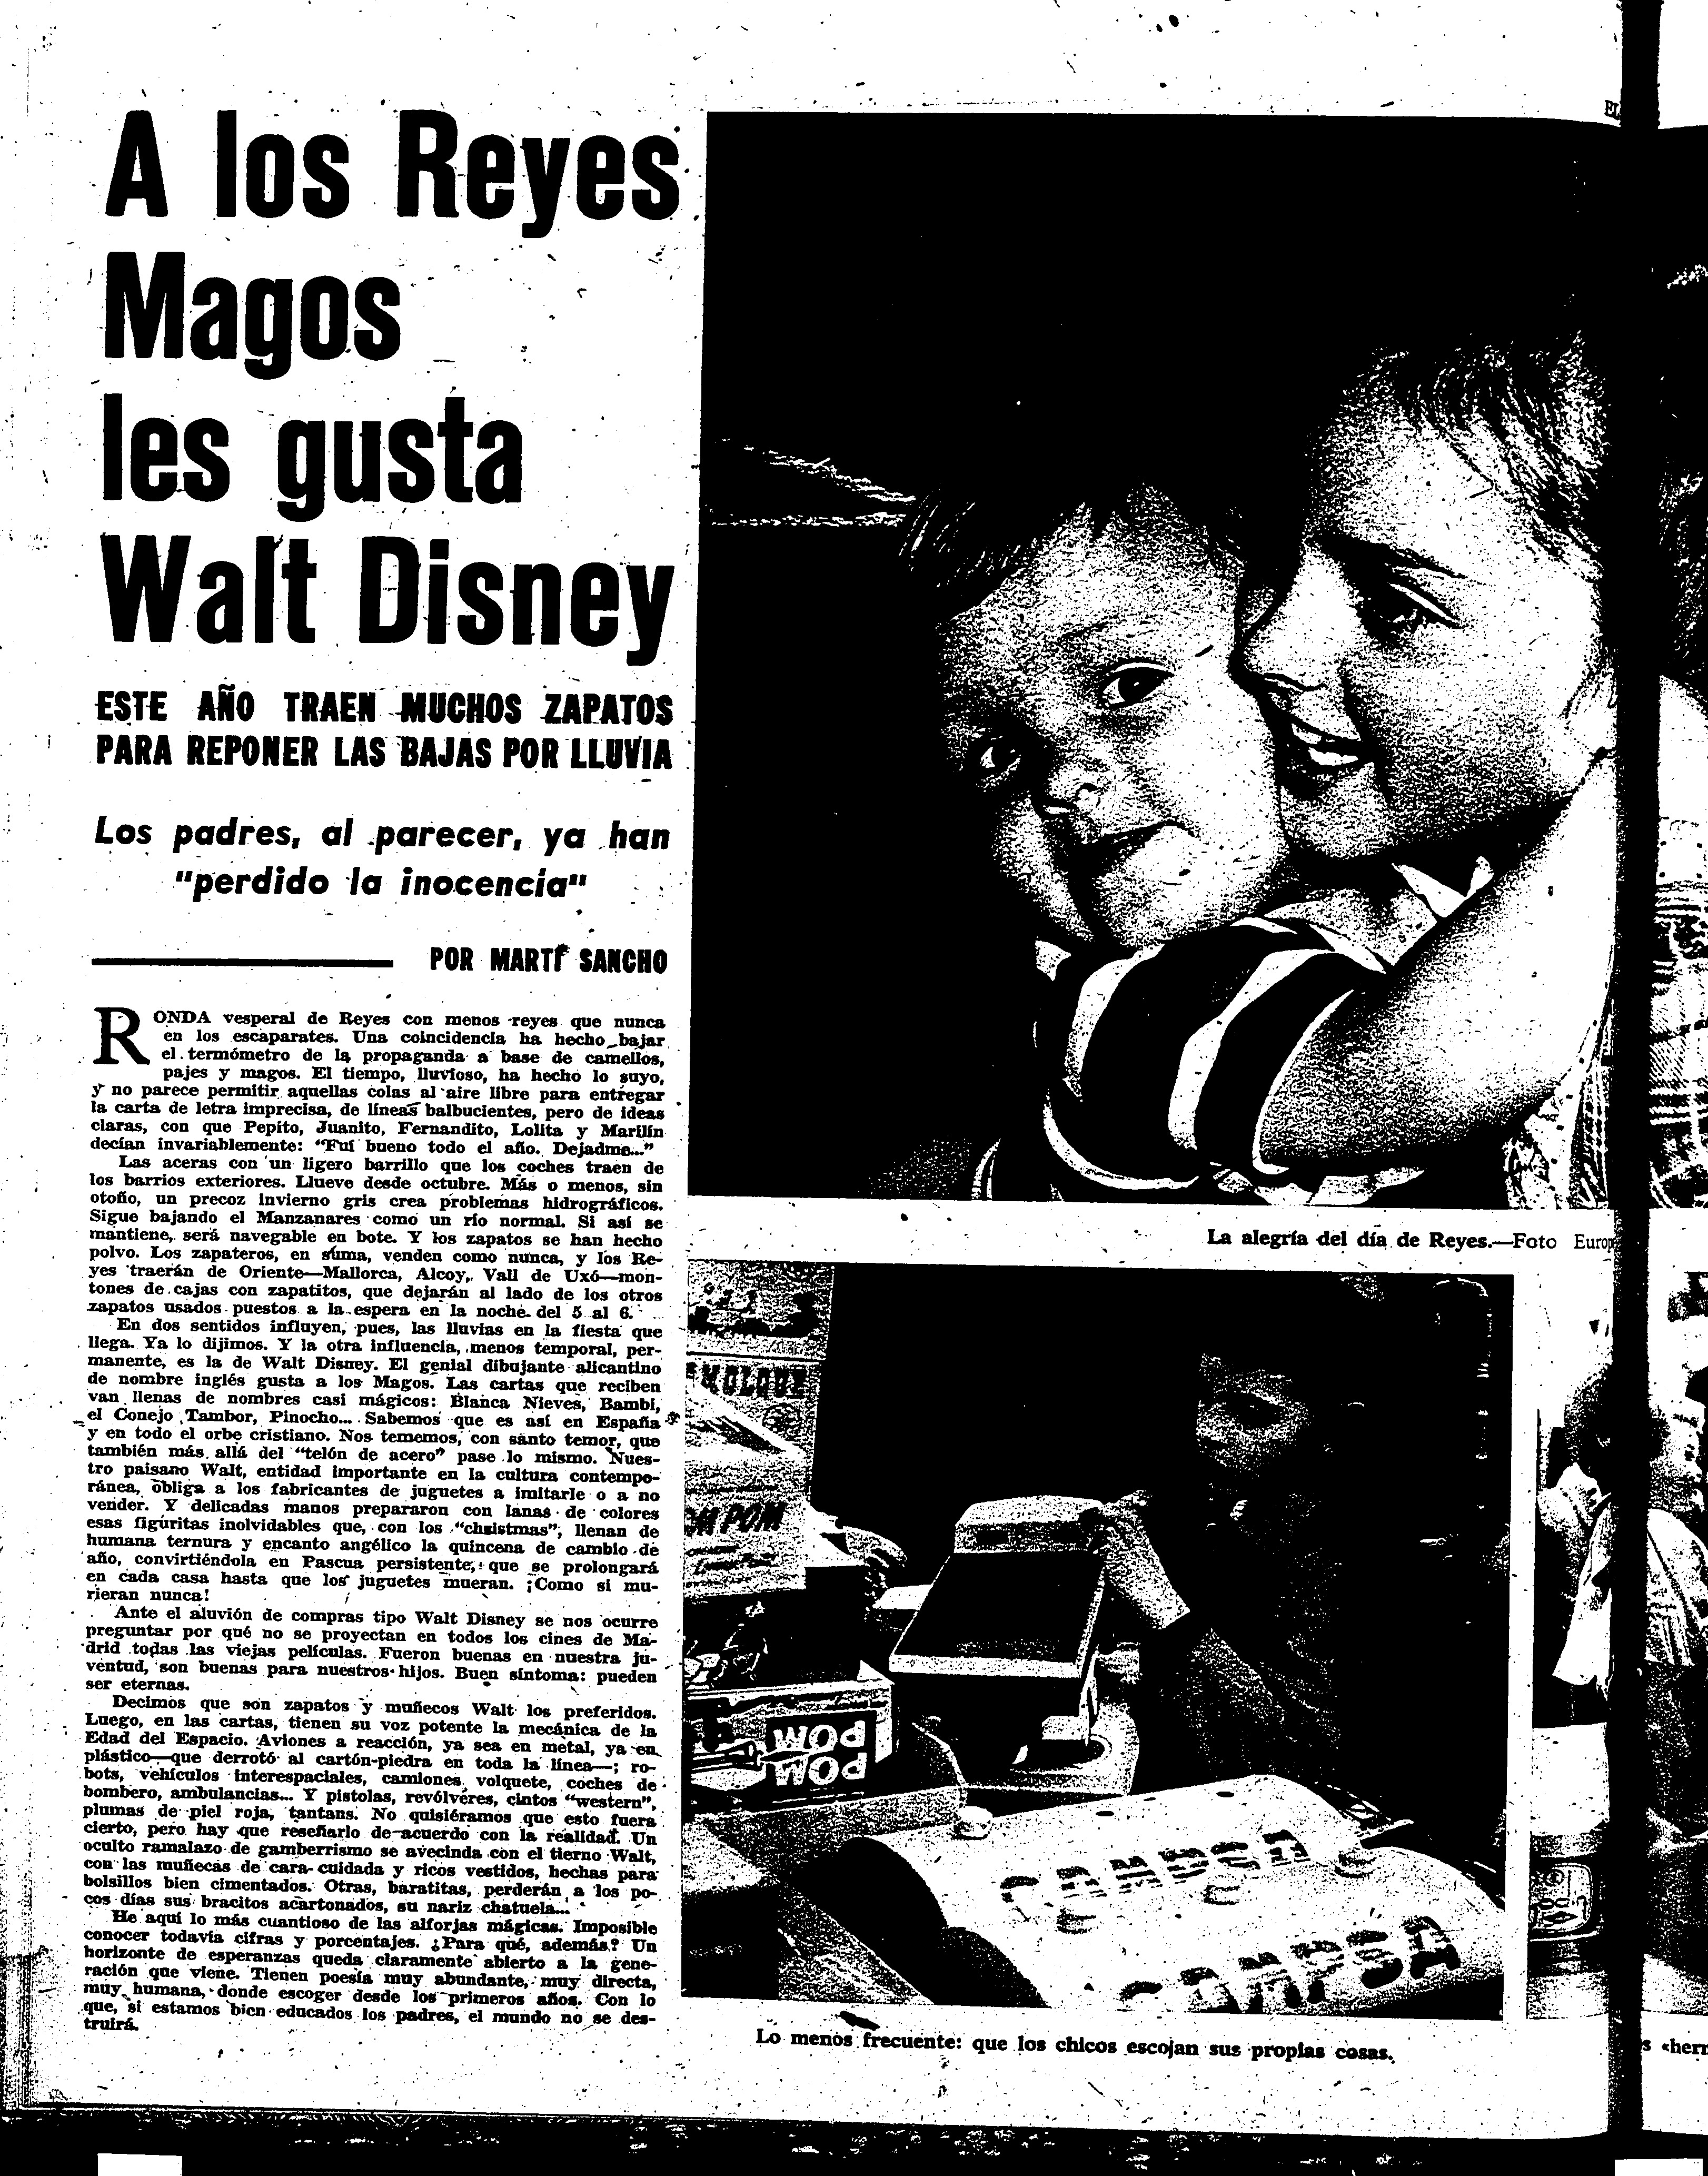 A los Reyes
Magos
les gusta
Walt Disney
ESTE AÑO TRAEN MUCHOS ZAPATOS
PARA REPONER LAS BAJAS POR LLUVIA
Los padres, al parecer, ya han
"perdido la inocencia"
POR MARTÍ SANCHO
RONDA vesperal de Reyes con menos reyes que nunca
en los escaparates. Una coincidencia ha hecho bajar
el termómetro de la propaganda a base de camellos,
pajes y magos. El tiempo, lluvioso, ha hecho lo suyo,
y no parece permitir aquellas colas al aire libre para entregar
la carta de letra imprecisa, de líneas balbucientes, pero de ideas
claras, con que Pepito, Juanito, Fernandito, Lolita y Marilín
decían invariablemente: "Fuí bueno todo el año. Dejadme..."
Las aceras con un ligero barrillo que los coches traen de
los barrios exteriores. Llueve desde octubre. Más o menos, sin
otoño, un precoz invierno gris crea problemas hidrográficos.
Sigue bajando el Manzanares como un río normal. Si así se
mantiene, será navegable en bote. Y los zapatos se han hecho
polvo. Los zapateros, en suma, venden como nunca, y los Re-
yes traerán de Oriente—Mallorca, Alcoy, Vall de Uxó—mon-
tones de cajas con zapatitos, que dejarán al lado de los otros
zapatos usados puestos a la espera en la noche del 5 al 6.
En dos sentidos influyen, pues, las lluvias en la fiesta que
llega. Ya lo dijimos. Y la otra influencia, menos temporal, per-
manente, es la de Walt Disney. El genial dibujante alicantino
de nombre inglés gusta a los Magos. Las cartas que reciben
van llenas de nombres casi mágicos: Blanca Nieves, Bambi,
el Conejo Tambor, Pinocho... Sabemos que es así en España
y en todo el orbe cristiano. Nos tememos, con santo temor, que
también más allá del "telón de acero" pase lo mismo. Nues-
tro paisano Walt, entidad importante en la cultura contempo-
ránea, obliga a los fabricantes de juguetes a imitarle o a no
vender. Y delicadas manos prepararon con lanas de colores
esas figuritas inolvidables que, con los "chsistmas", llenan de
humana ternura y encanto angélico la quincena de cambio de
año, convirtiéndola en Pascua persistente, que se prolongará
en cada casa hasta que los juguetes mueran. ¡Como si mu-
rieran nunca!
Ante el aluvión de compras tipo Walt Disney se nos ocurre
preguntar por qué no se proyectan en todos los cines de Ma-
drid todas las viejas películas. Fueron buenas en nuestra ju-
ventud, son buenas para nuestros hijos. Buen síntoma: pueden
ser eternas.
Decimos que son zapatos y muñecos Walt los preferidos.
Luego, en las cartas, tienen su voz potente la mecánica de la
Edad del Espacio. Aviones a reacción, ya sea en metal, ya en
plástico—que derrotó al cartón-piedra en toda la línea—; ro-
bots, vehículos interespaciales, camiones volquete, coches de
bombero, ambulancias... Y pistolas, revólveres, cintos "western",
plumas de piel roja, tantans. No quisiéramos que esto fuera
cierto, pero hay que reseñarlo de acuerdo con la realidad. Un
oculto ramalazo de gamberrismo se avecinda con el tierno Walt,
con las muñecas de cara cuidada y ricos vestidos, hechas para
bolsillos bien cimentados. Otras, baratitas, perderán a los po-
cos días sus bracitos acartonados, su nariz chatuela...
He aquí lo más cuantioso de las alforjas mágicas. Imposible
conocer todavía cifras y porcentajes. ¿Para qué, además? Un
horizonte de esperanzas queda claramente abierto a la gene-
ración que viene. Tienen poesía muy abundante, muy directa,
muy humana, donde escoger desde los primeros años. Con lo
que, si estamos bien educados los padres, el mundo no se des-
truirá.
La alegría del día de Reyes.—Foto Europ
POM POM
POM
POM
CAMPSA
CAMPSA
Lo menos frecuente: que los chicos escojan sus propias cosas.
s «herr